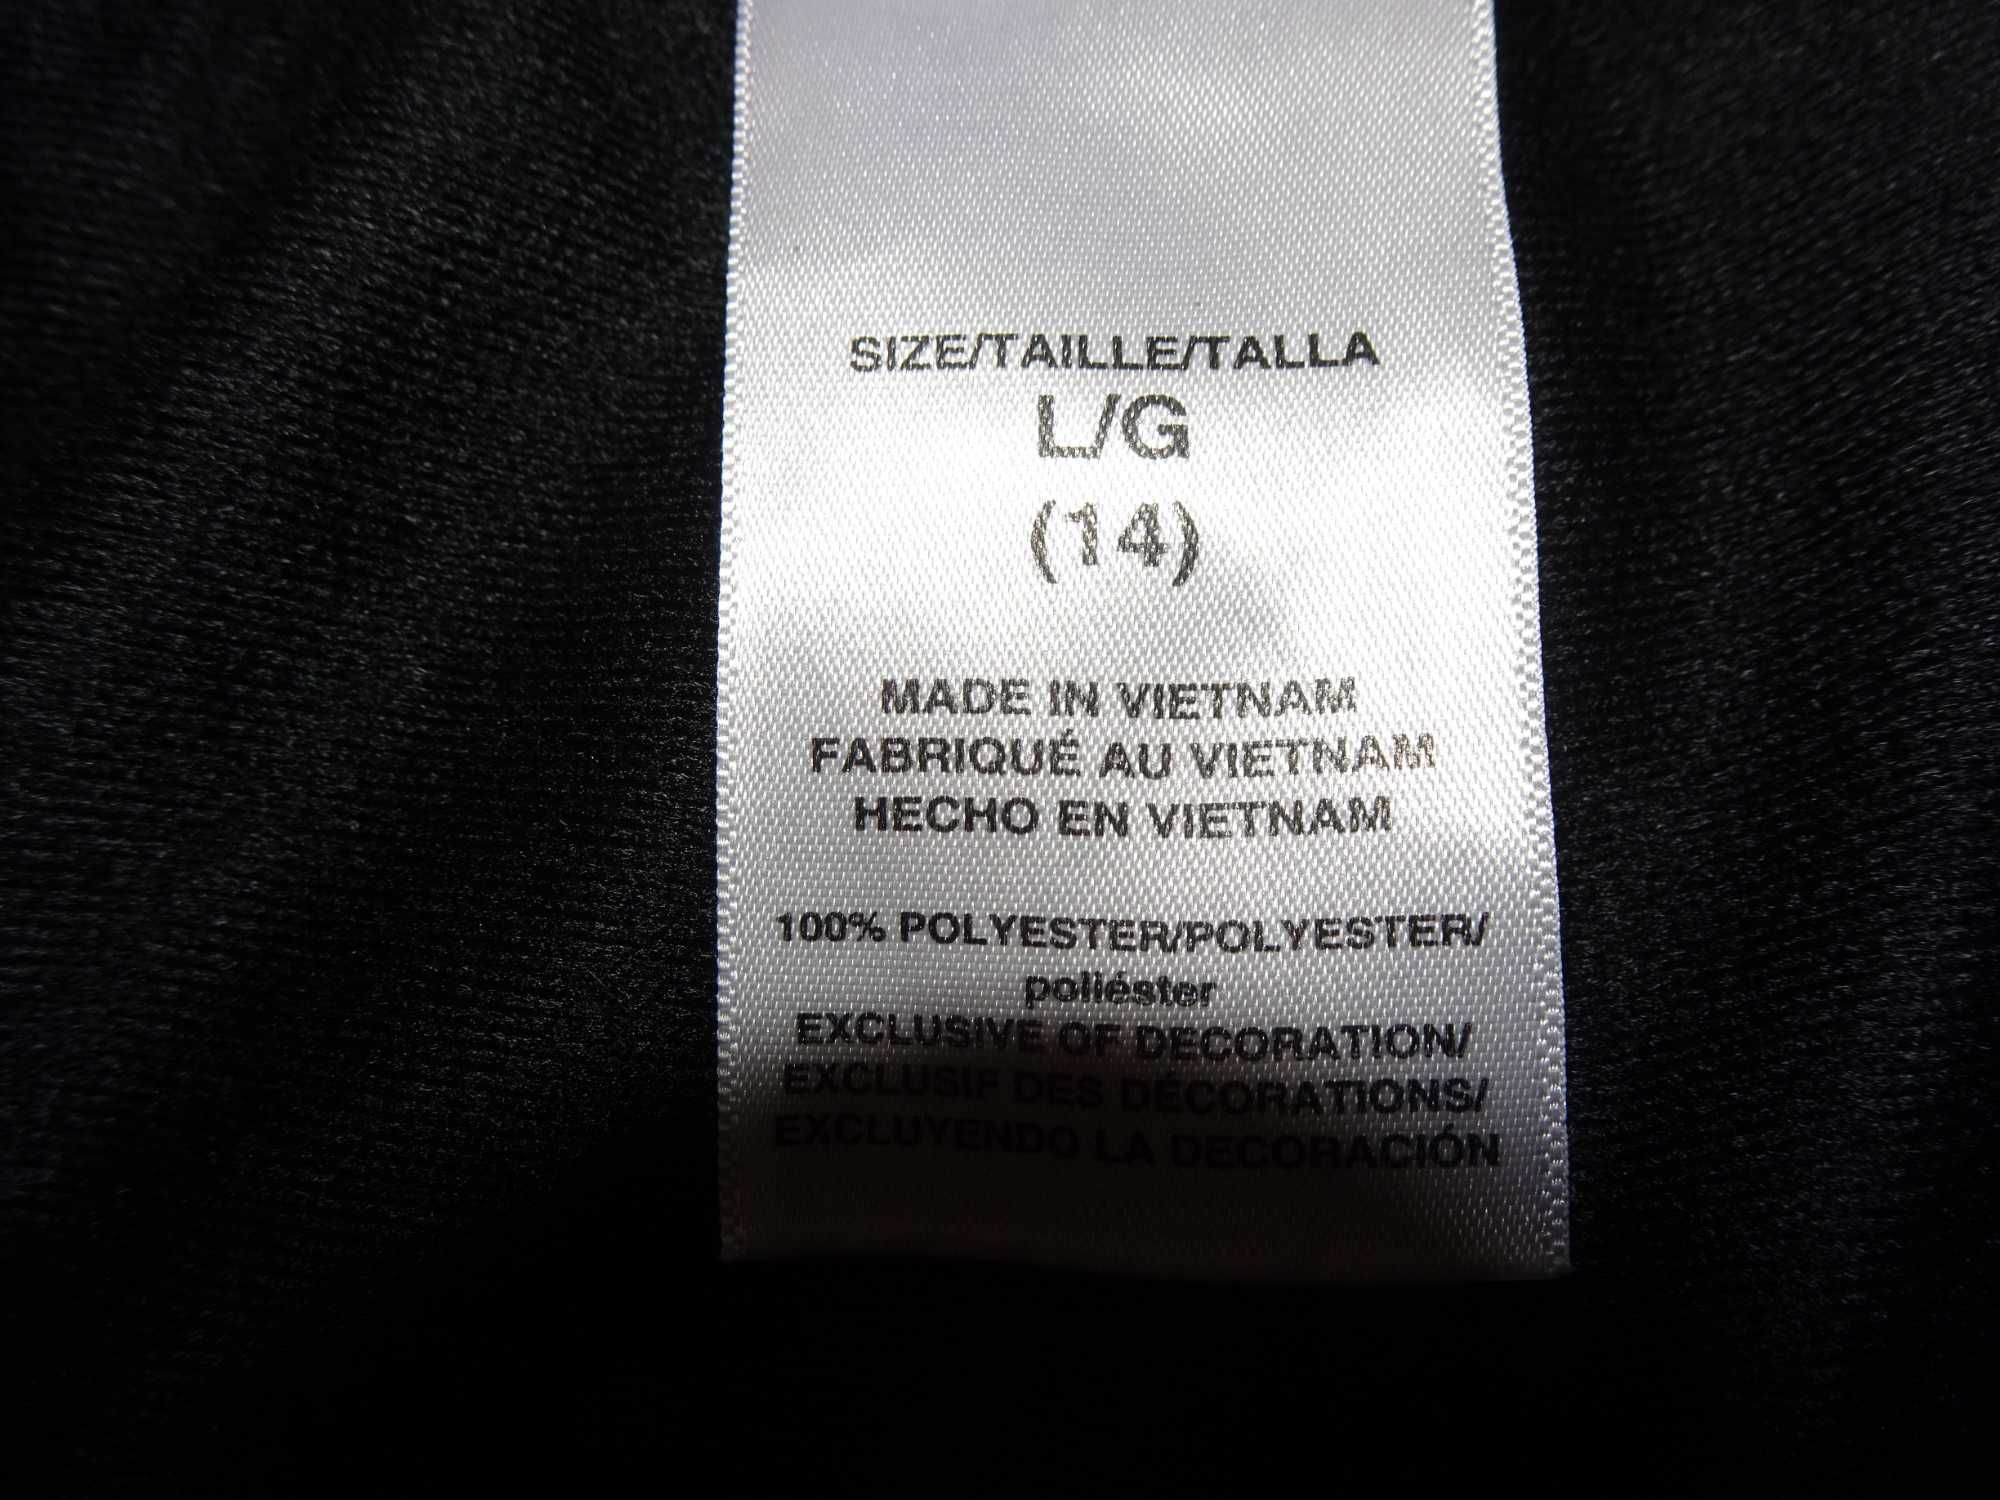 SIZE/TAILLE/TALLA
L/G
(14)
MADE IN VIETNAM
FABRIQUÉ AU VIETNAM
HECHO EN VIETNAM
100% POLYESTER/POLYESTER/
poliéster
EXCLUSIVE OF DECORATION/
EXCLUSIF DES DÉCORATIONS/
EXCLUYENDO LA DECORACIÓN